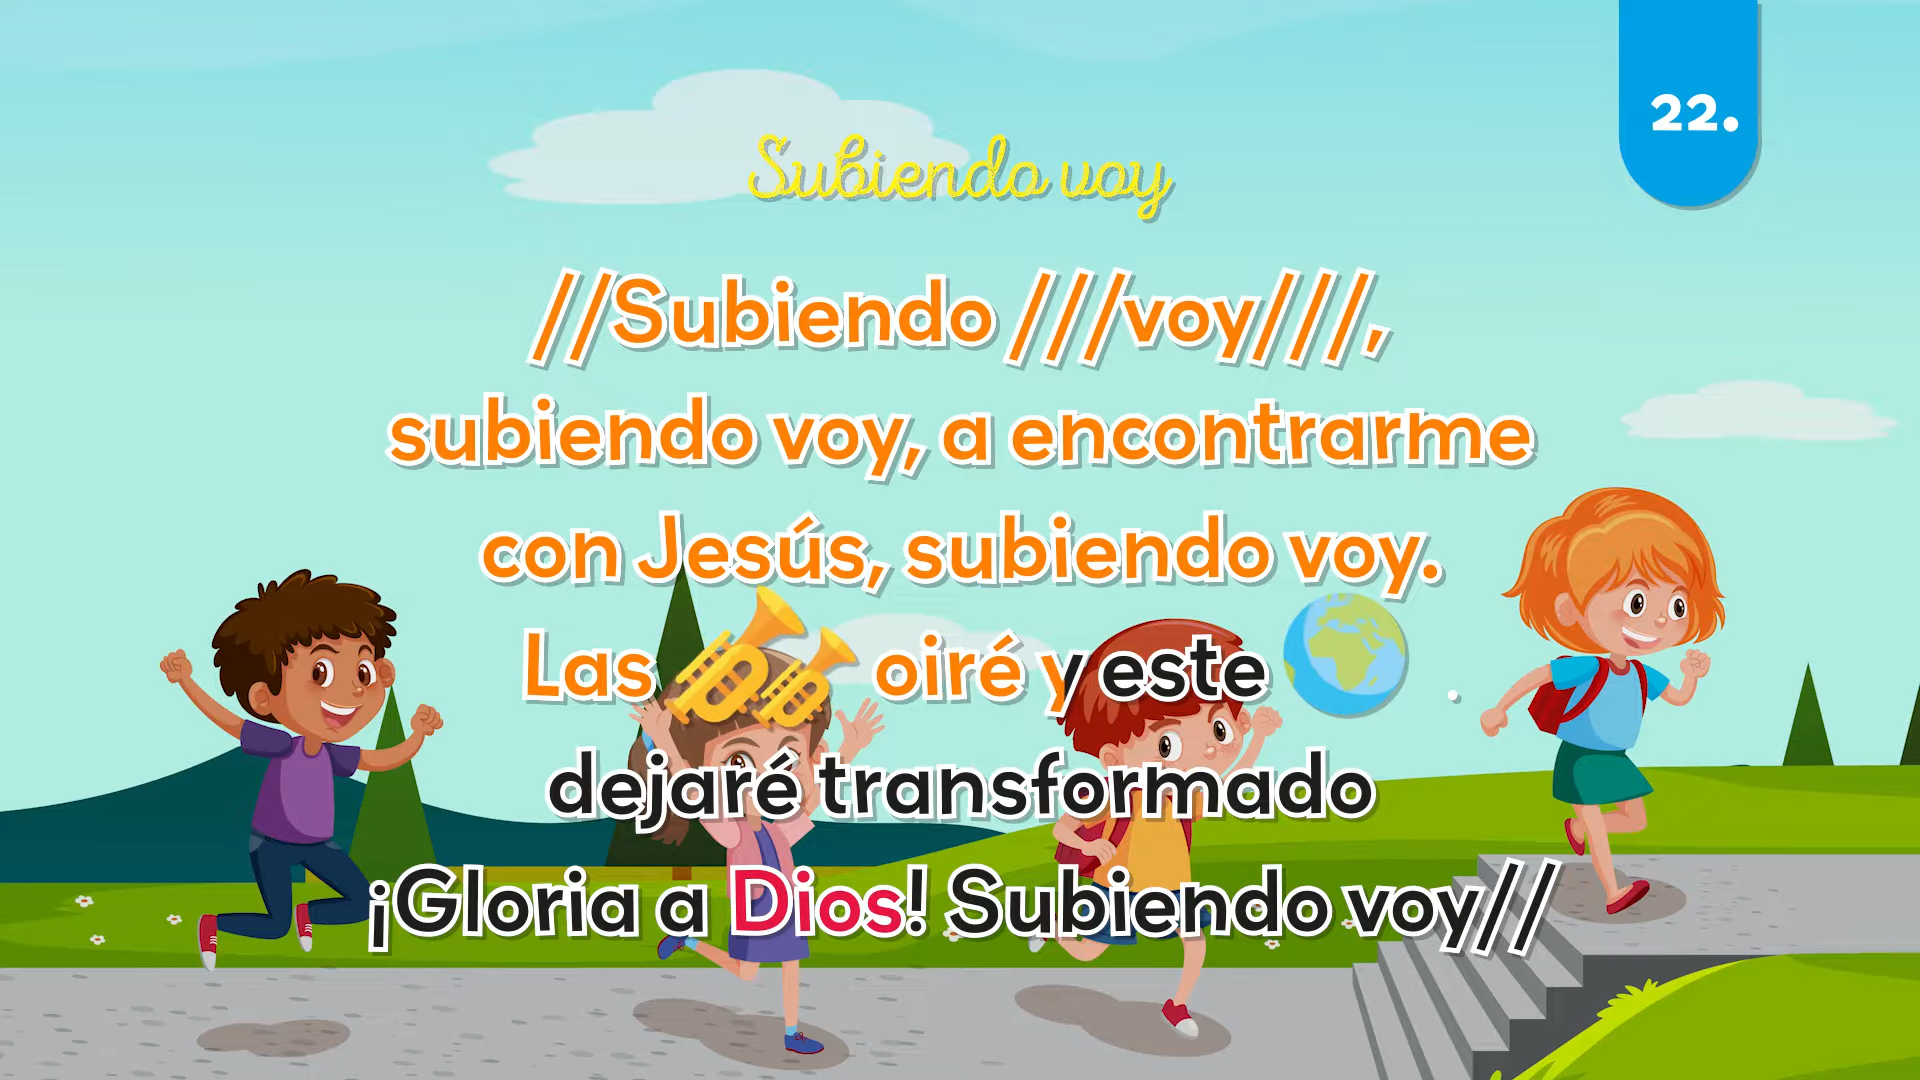 22.
Subiendo voy
//Subiendo ///voy///,
subiendo voy, a encontrarme
con Jesús, subiendo voy.
Las oiré y este
dejaré transformado
¡Gloria a Dios! Subiendo voy//